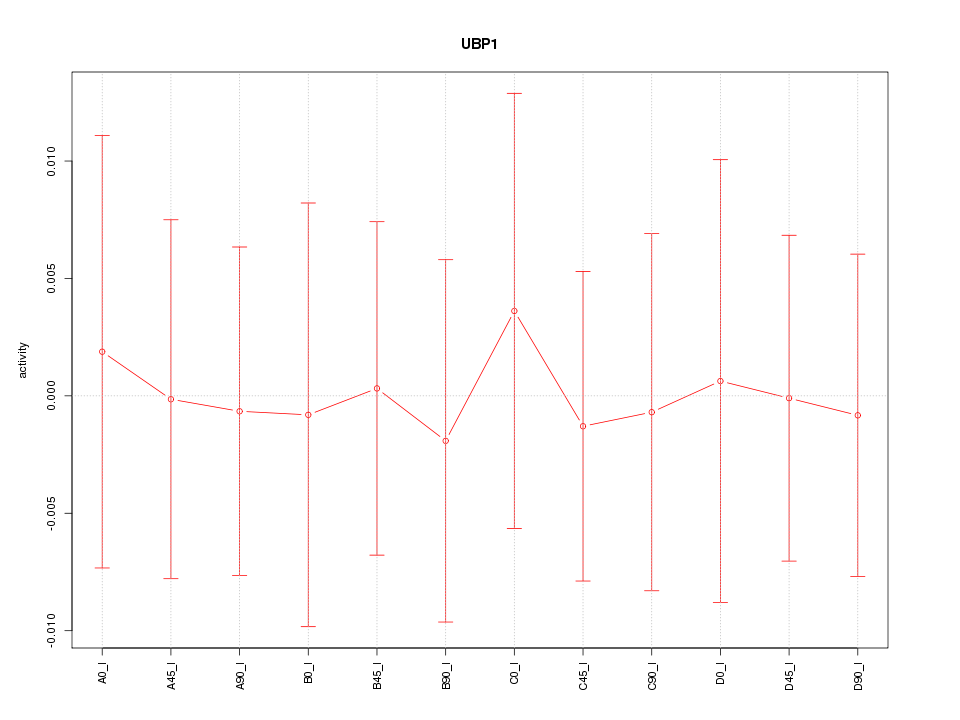 UBP1
activity
0.010
0.005
0.000
-0.005
-0.010
A0_I
A45_I
A90_I
B0_I
B45_I
B90_I
C0_I
C45_I
C90_I
D0_I
D45_I
D90_I